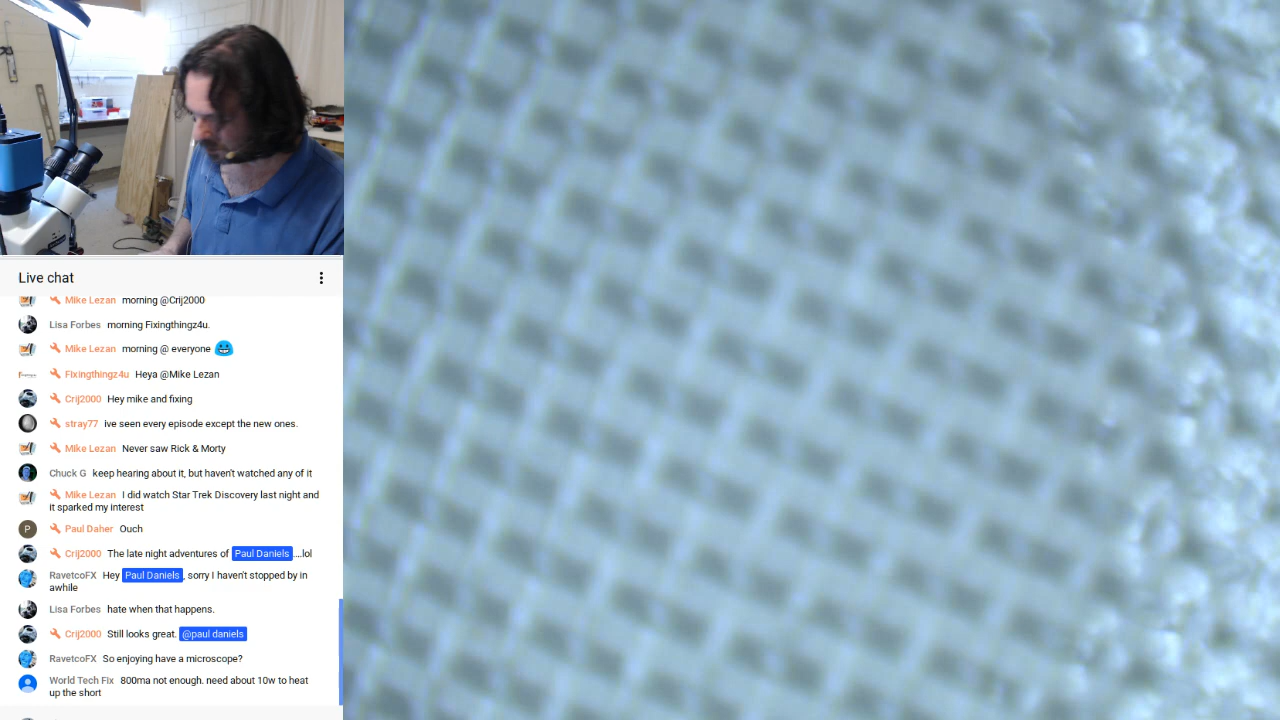 Live chat
Mike Lezan morning @Crij2000
Lisa Forbes morning Fixingthingz4u.
Mike Lezan morning @ everyone
Fixingthingz4u Heya @Mike Lezan
Crij2000 Hey mike and fixing
stray77 ive seen every episode except the new ones.
Mike Lezan Never saw Rick & Morty
Chuck G keep hearing about it, but haven't watched any of it
Mike Lezan I did watch Star Trek Discovery last night and
it sparked my interest
P
Paul Daher Ouch
Crij2000 The late night adventures of Paul Daniels....lol
RavetcoFX Hey Paul Daniels, sorry I haven't stopped by in
awhile
Lisa Forbes hate when that happens.
Crij2000 Still looks great. @paul daniels
RavetcoFX So enjoying have a microscope?
World Tech Fix 800ma not enough. need about 10w to heat
up the short